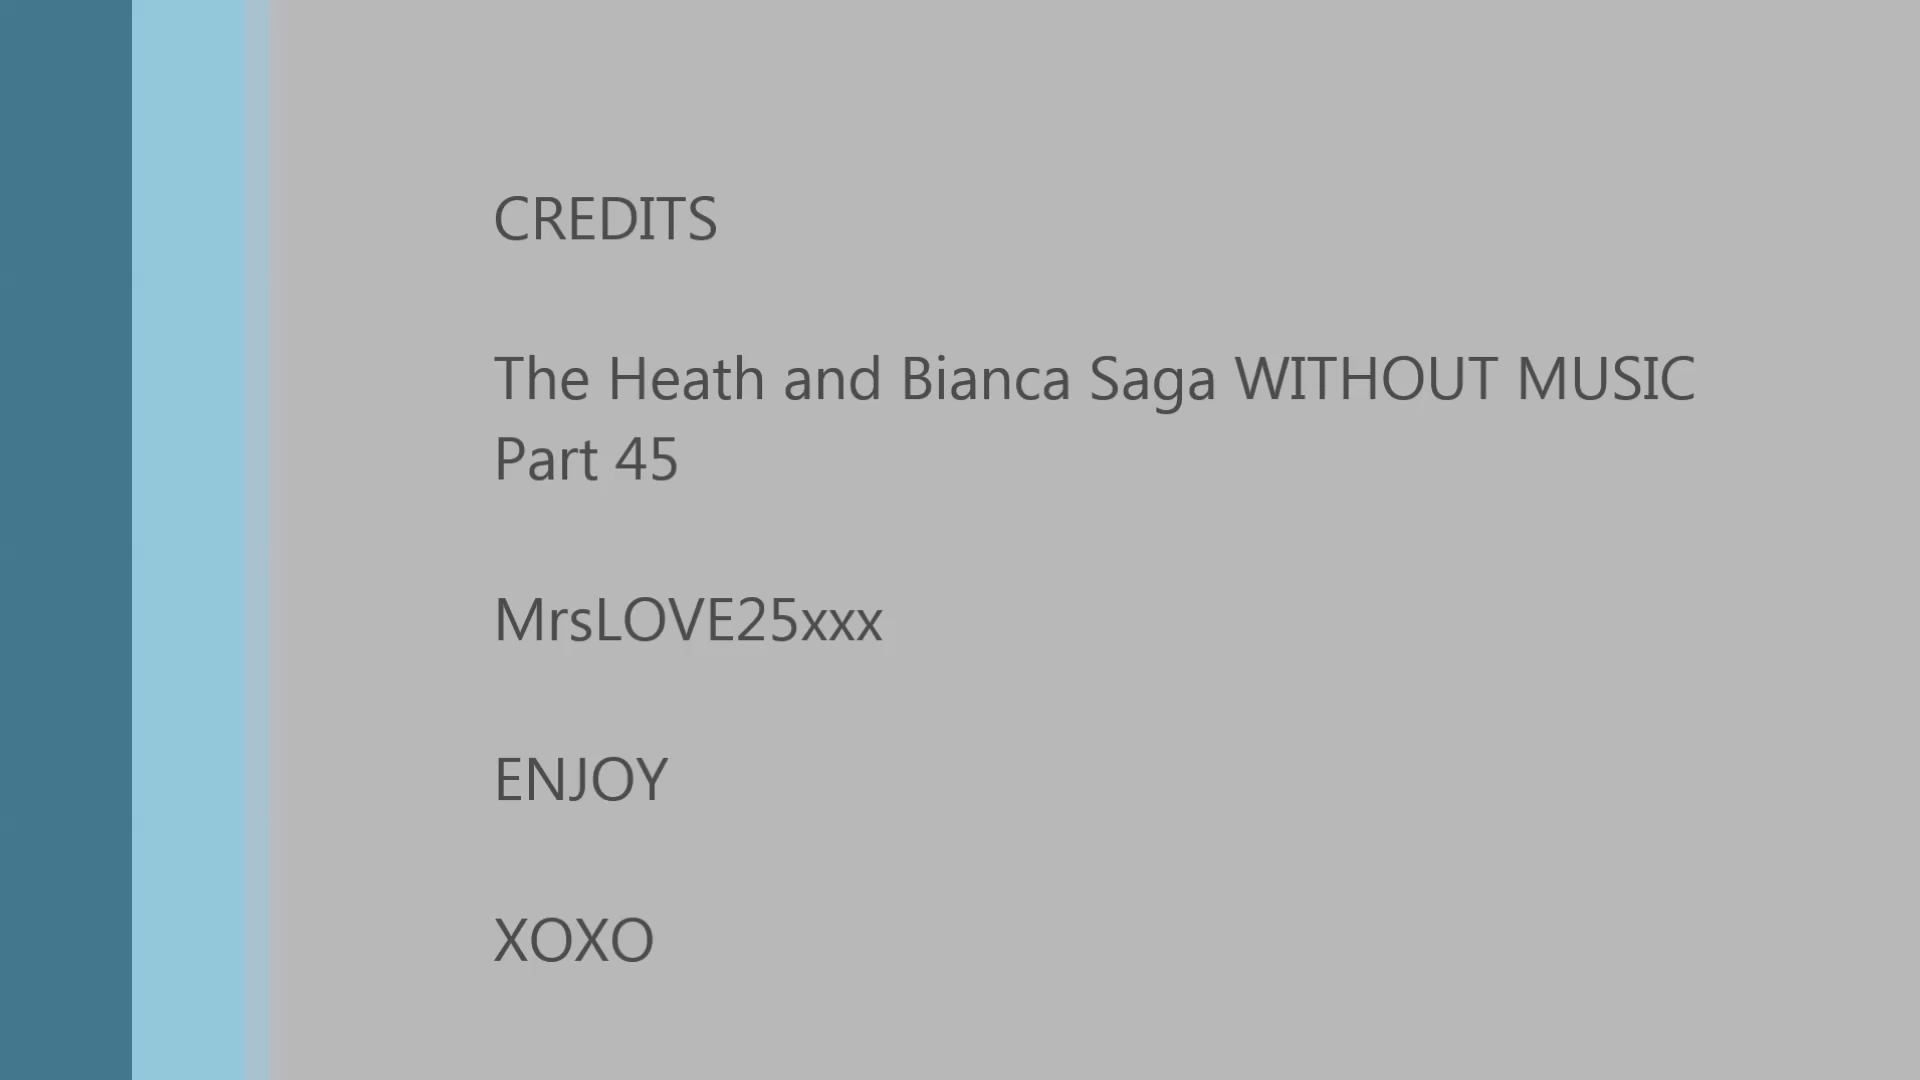 CREDITS
The Heath and Bianca Saga WITHOUT MUSIC
Part 45
MrsLOVE25xxx
ENJOY
XOXO